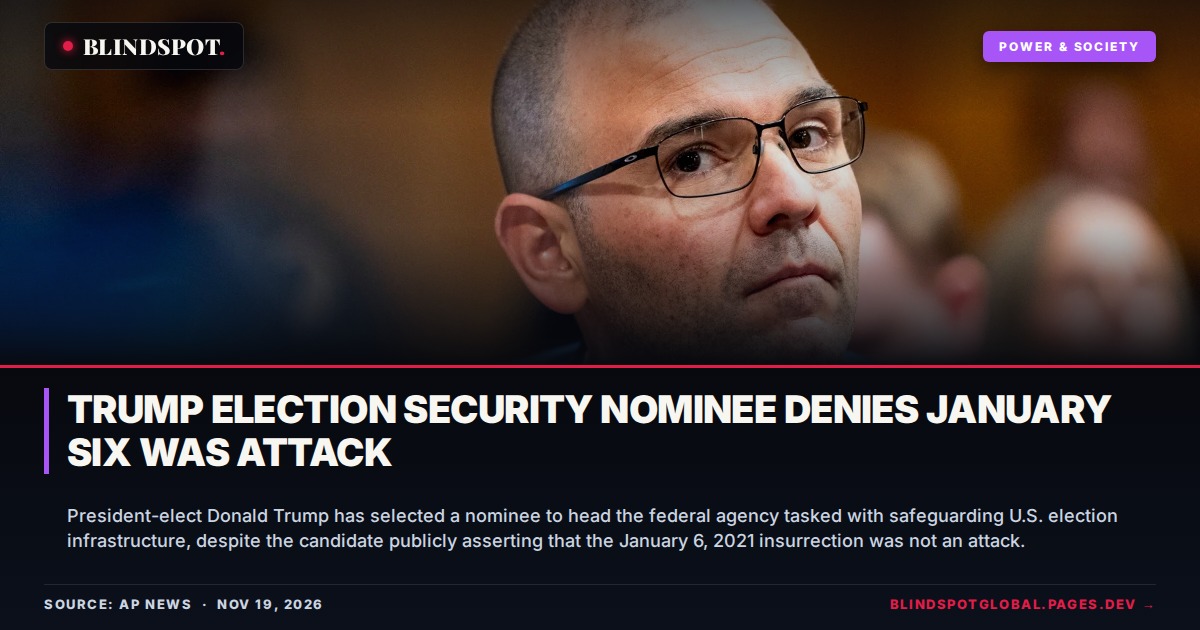 BLINDSPOT.
POWER & SOCIETY
TRUMP ELECTION SECURITY NOMINEE DENIES JANUARY
SIX WAS ATTACK
President-elect Donald Trump has selected a nominee to head the federal agency tasked with safeguarding U.S. election
infrastructure, despite the candidate publicly asserting that the January 6, 2021 insurrection was not an attack.
SOURCE: AP NEWS · NOV 19, 2026
BLINDSPOTGLOBAL.PAGES.DEV →